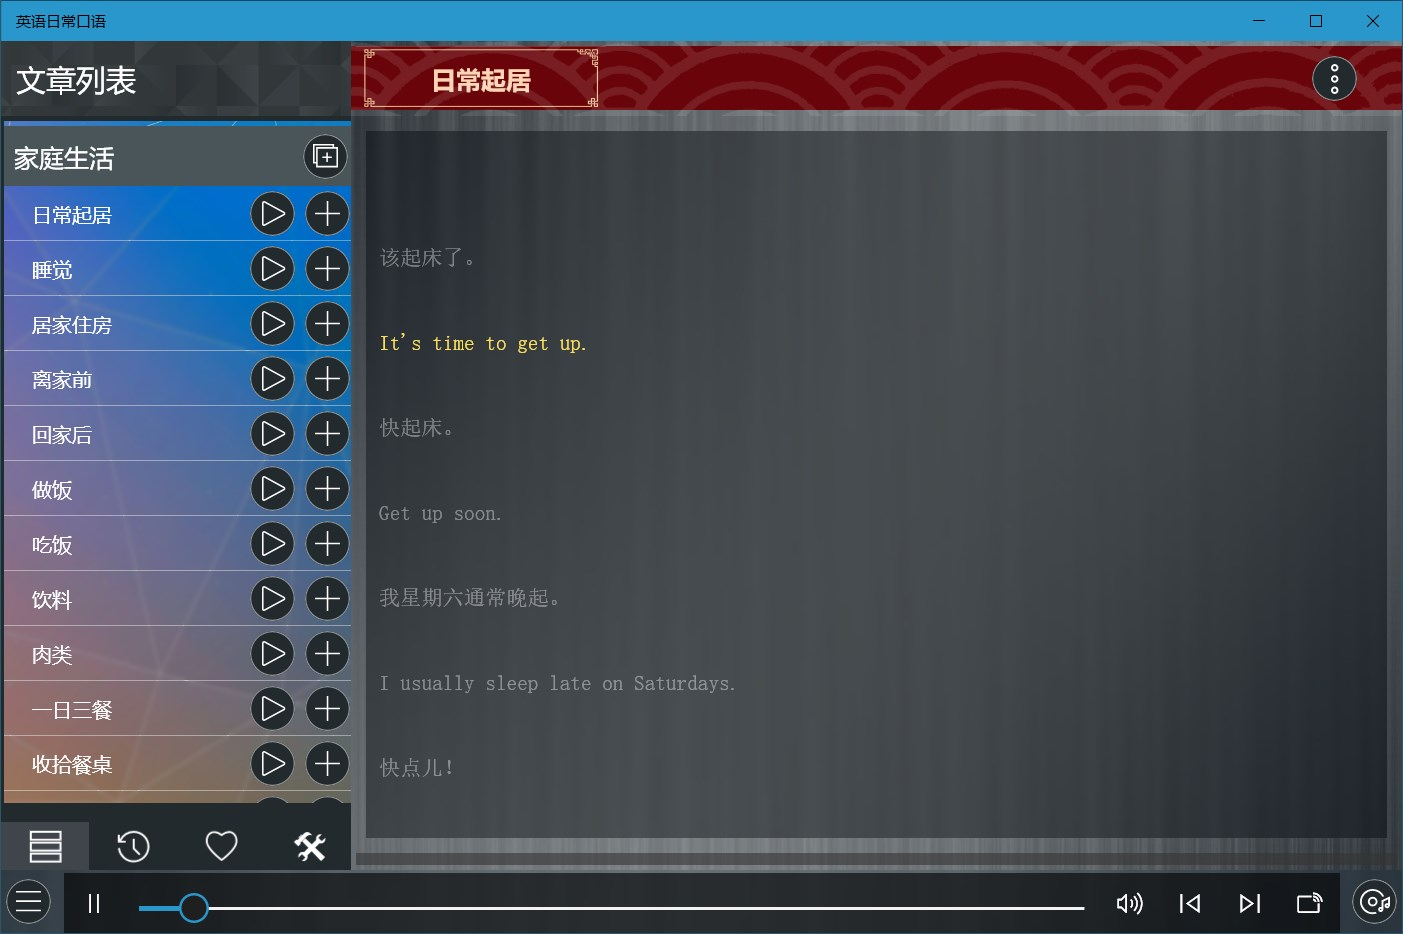 英语日常口语
文章列表
日常起居
家庭生活
日常起居
睡觉
居家住房
离家前
回家后
做饭
吃饭
饮料
肉类
一日三餐
收拾餐桌
该起床了。
It's time to get up.
快起床。
Get up soon.
我星期六通常晚起。
I usually sleep late on Saturdays.
快点儿！